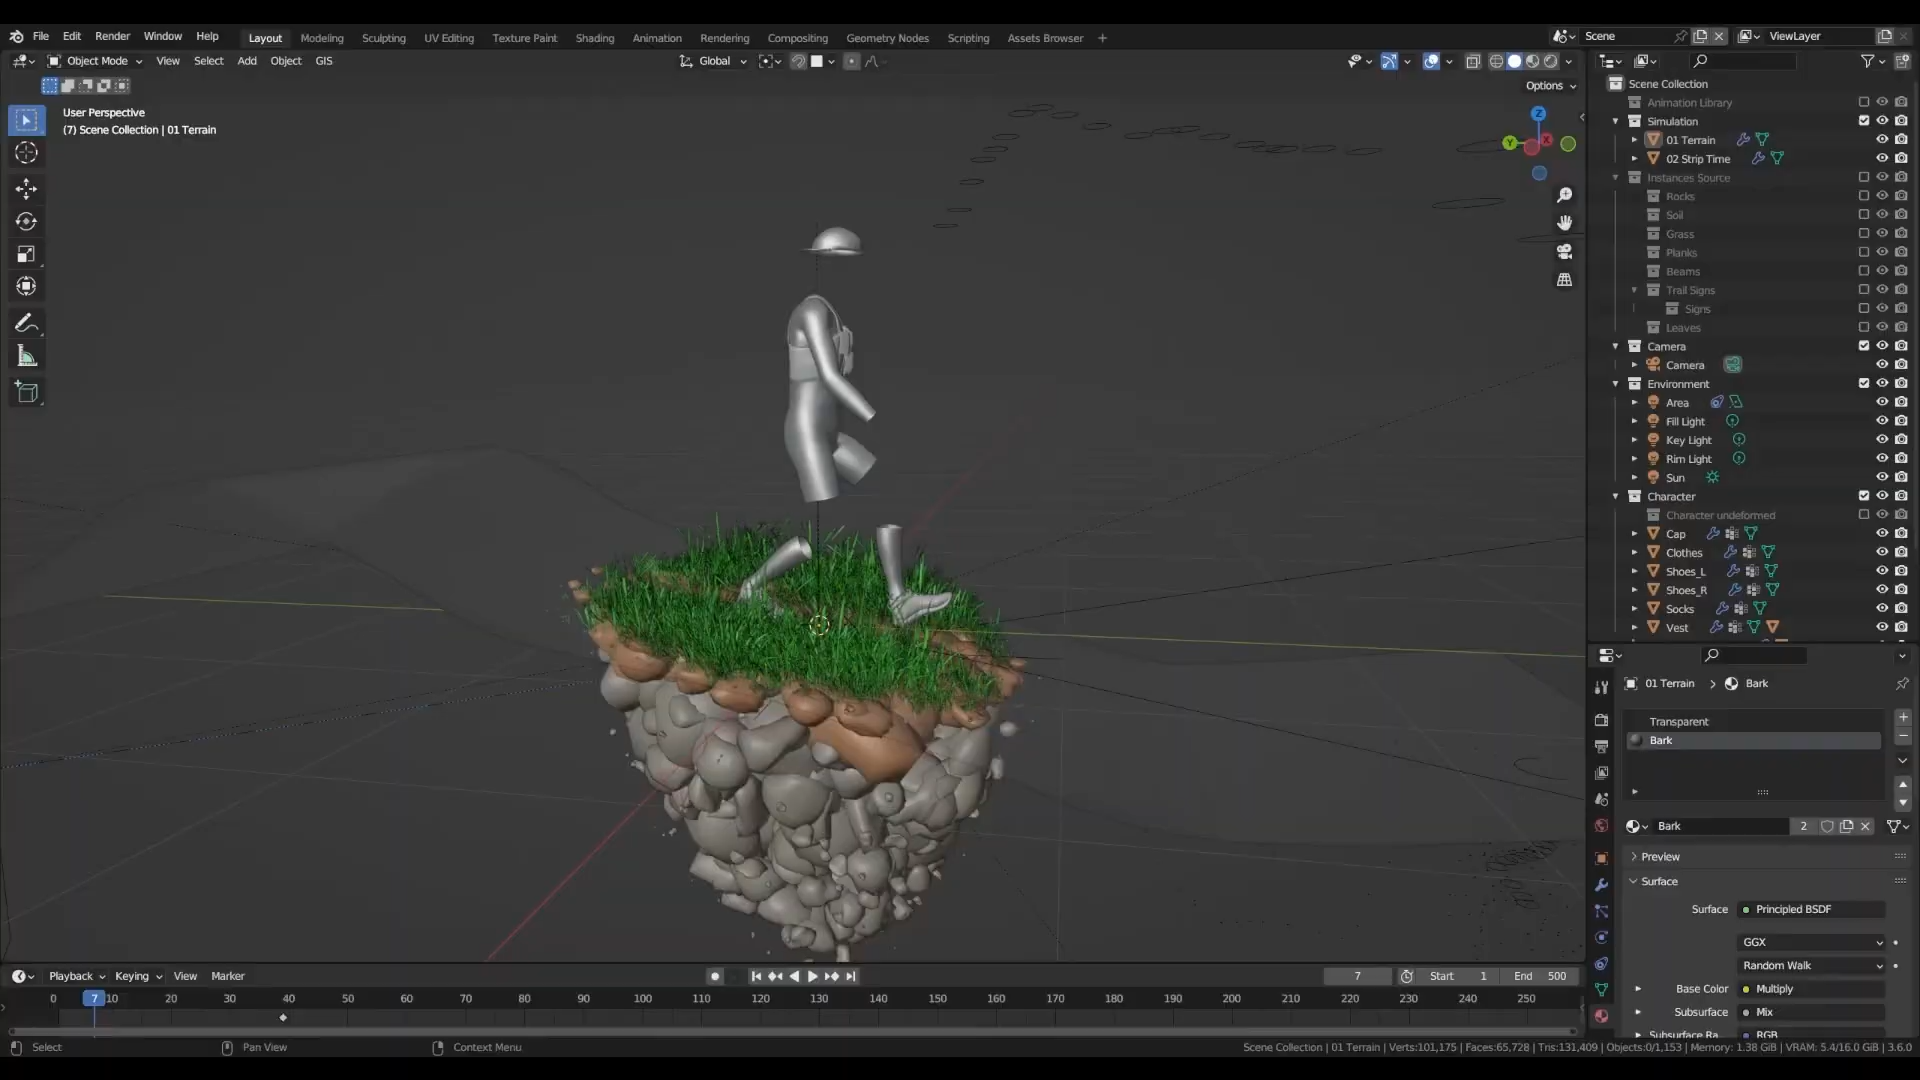 File Edit Render Window Help Layout Modeling Sculpting UV Editing Texture Paint Shading Animation Rendering Compositing Geometry Nodes Scripting Assets Browser + Scene ViewLayer
Object Mode View Select Add Object GIS Global
Options
User Perspective
(7) Scene Collection | 01 Terrain
Z
Y X
Scene Collection
Animation Library
Simulation
01 Terrain
02 Strip Time
Instances Source
Rocks
Soil
Grass
Planks
Beams
Trail Signs
Signs
Leaves
Camera
Camera
Environment
Area
Fill Light
Key Light
Rim Light
Sun
Character
Character undeformed
Cap
Clothes
Shoes_L
Shoes_R
Socks
Vest
01 Terrain > Bark
Transparent
Bark
Bark 2
Preview
Surface
Surface Principled BSDF
GGX
Random Walk
Base Color Multiply
Subsurface Mix
Subsurface Ra.. RGB
Playback Keying View Marker 7 Start 1 End 500
0 7 10 20 30 40 50 60 70 80 90 100 110 120 130 140 150 160 170 180 190 200 210 220 230 240 250
Select Pan View Context Menu Scene Collection | 01 Terrain | Verts:101,175 | Faces:65,728 | Tris:131,409 | Objects:0/1,153 | Memory: 1.38 GiB | VRAM: 5.4/16.0 GiB | 3.6.0